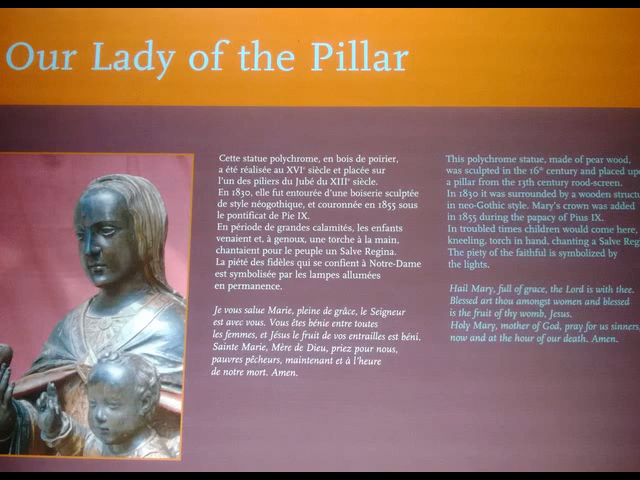 Our Lady of the Pillar
Cette statue polychrome, en bois de poirier,
a été réalisée au XVIe siècle et placée sur
l'un des piliers du Jubé du XIIIe siècle.
En 1830, elle fut entourée d'une boiserie sculptée
de style néogothique, et couronnée en 1855 sous
le pontificat de Pie IX.
En période de grandes calamités, les enfants
venaient et, à genoux, une torche à la main,
chantaient pour le peuple un Salve Regina.
La piété des fidèles qui se confient à Notre-Dame
est symbolisée par les lampes allumées
en permanence.
Je vous salue Marie, pleine de grâce, le Seigneur
est avec vous. Vous êtes bénie entre toutes
les femmes, et Jésus le fruit de vos entrailles est béni.
Sainte Marie, Mère de Dieu, priez pour nous,
pauvres pêcheurs, maintenant et à l'heure
de notre mort. Amen.
This polychrome statue, made of pear wood,
was sculpted in the 16th century and placed
a pillar from the 13th century rood-screen.
In 1830 it was surrounded by a wooden
in neo-Gothic style. Mary's crown was added
in 1855 during the papacy of Pius IX.
In troubled times children would come here,
kneeling, torch in hand, chanting a Salve
The piety of the faithful is symbolized by
the lights.
Hail Mary, full of grace, the Lord is with thee.
Blessed art thou amongst women and blessed
is the fruit of thy womb, Jesus.
Holy Mary, mother of God, pray for us sinners,
now and at the hour of our death. Amen.